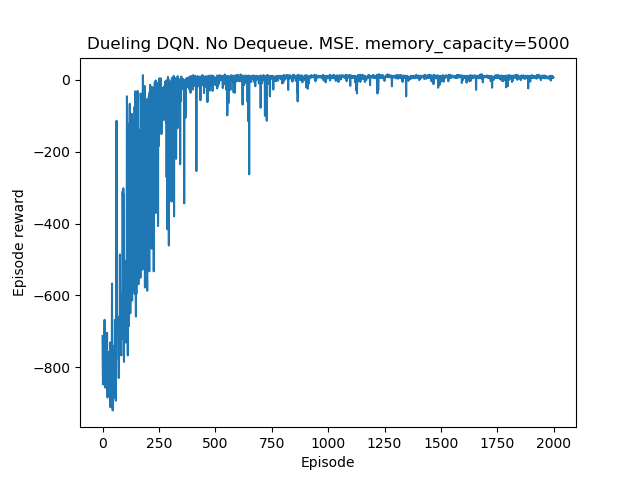 Dueling DQN. No Dequeue. MSE. memory_capacity=5000
Episode reward
0
−200
−400
−600
−800
0 250 500 750 1000 1250 1500 1750 2000
Episode